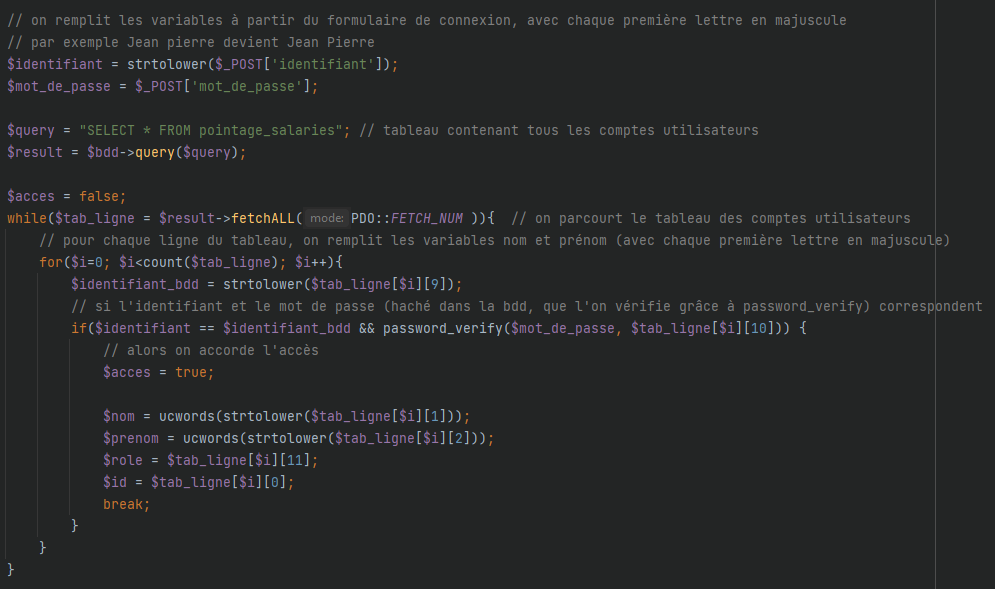 // on remplit les variables à partir du formulaire de connexion, avec chaque première lettre en majuscule
// par exemple Jean pierre devient Jean Pierre
$identifiant = strtolower($_POST['identifiant']);
$mot_de_passe = $_POST['mot_de_passe'];
$query = "SELECT * FROM pointage_salaries"; // tableau contenant tous les comptes utilisateurs
$result = $bdd->query($query);
$acces = false;
while($tab_ligne = $result->fetchALL( mode: PDO::FETCH_NUM )){  // on parcourt le tableau des comptes utilisateurs
    // pour chaque ligne du tableau, on remplit les variables nom et prénom (avec chaque première lettre en majuscule)
    for($i=0; $i<count($tab_ligne); $i++){
        $identifiant_bdd = strtolower($tab_ligne[$i][9]);
        // si l'identifiant et le mot de passe (haché dans la bdd, que l'on vérifie grâce à password_verify) correspondent
        if($identifiant == $identifiant_bdd && password_verify($mot_de_passe, $tab_ligne[$i][10])) {
            // alors on accorde l'accès
            $acces = true;
            $nom = ucwords(strtolower($tab_ligne[$i][1]));
            $prenom = ucwords(strtolower($tab_ligne[$i][2]));
            $role = $tab_ligne[$i][11];
            $id = $tab_ligne[$i][0];
            break;
        }
    }
}